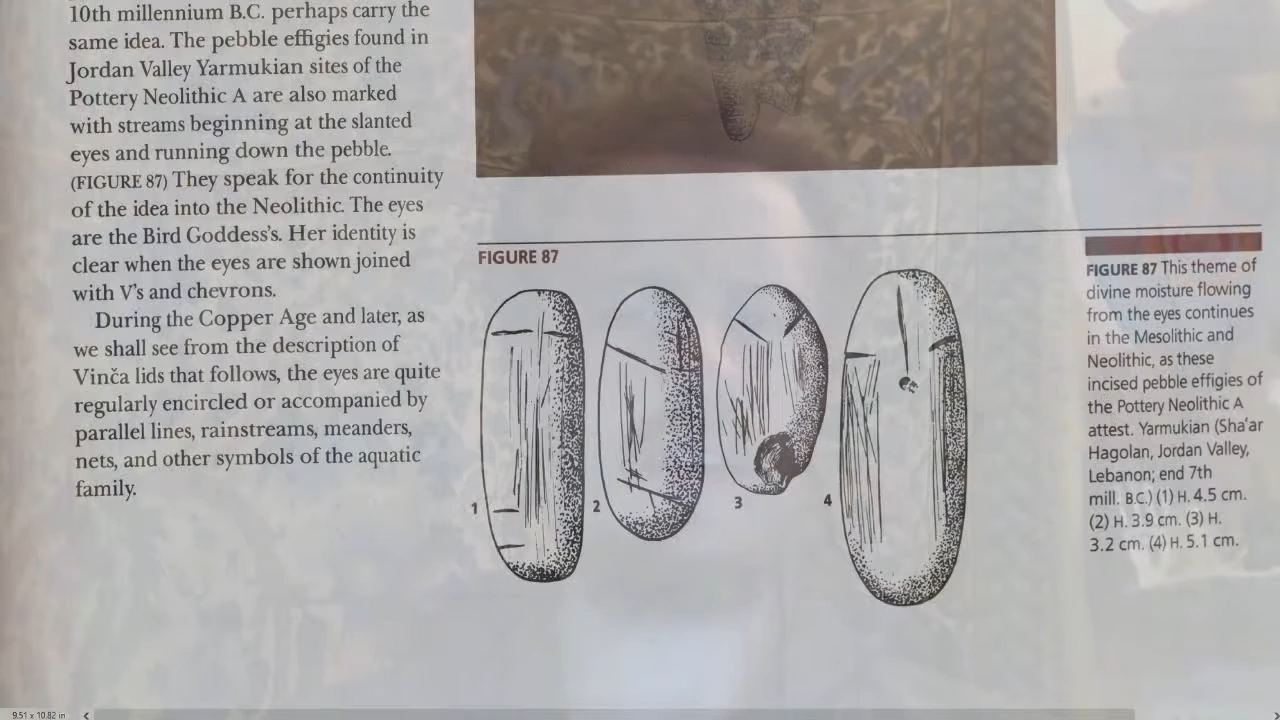 10th millennium B.C. perhaps carry the
same idea. The pebble effigies found in
Jordan Valley Yarmukian sites of the
Pottery Neolithic A are also marked
with streams beginning at the slanted
eyes and running down the pebble.
(FIGURE 87) They speak for the continuity
of the idea into the Neolithic. The eyes
are the Bird Goddess's. Her identity is
clear when the eyes are shown joined
with V's and chevrons.
During the Copper Age and later, as
we shall see from the description of
Vinča lids that follows, the eyes are quite
regularly encircled or accompanied by
parallel lines, rainstreams, meanders,
nets, and other symbols of the aquatic
family.
FIGURE 87
1
2
3
4
FIGURE 87 This theme of
divine moisture flowing
from the eyes continues
in the Mesolithic and
Neolithic, as these
incised pebble effigies of
the Pottery Neolithic A
attest. Yarmukian (Sha'ar
Hagolan, Jordan Valley,
Lebanon; end 7th
mill. B.C.) (1) H. 4.5 cm.
(2) H. 3.9 cm. (3) H.
3.2 cm. (4) H. 5.1 cm.
9.51 x 10.82 in